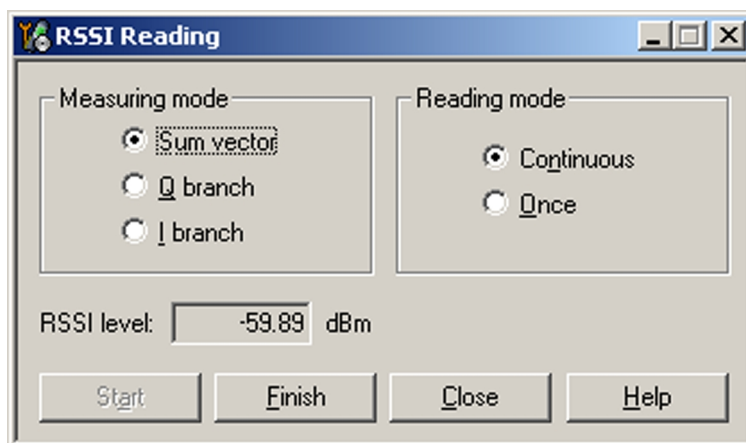 RSSI Reading
Measuring mode
Sum vector
Q branch
I branch
Reading mode
Continuous
Once
RSSI level: -59.89 dBm
Start Finish Close Help